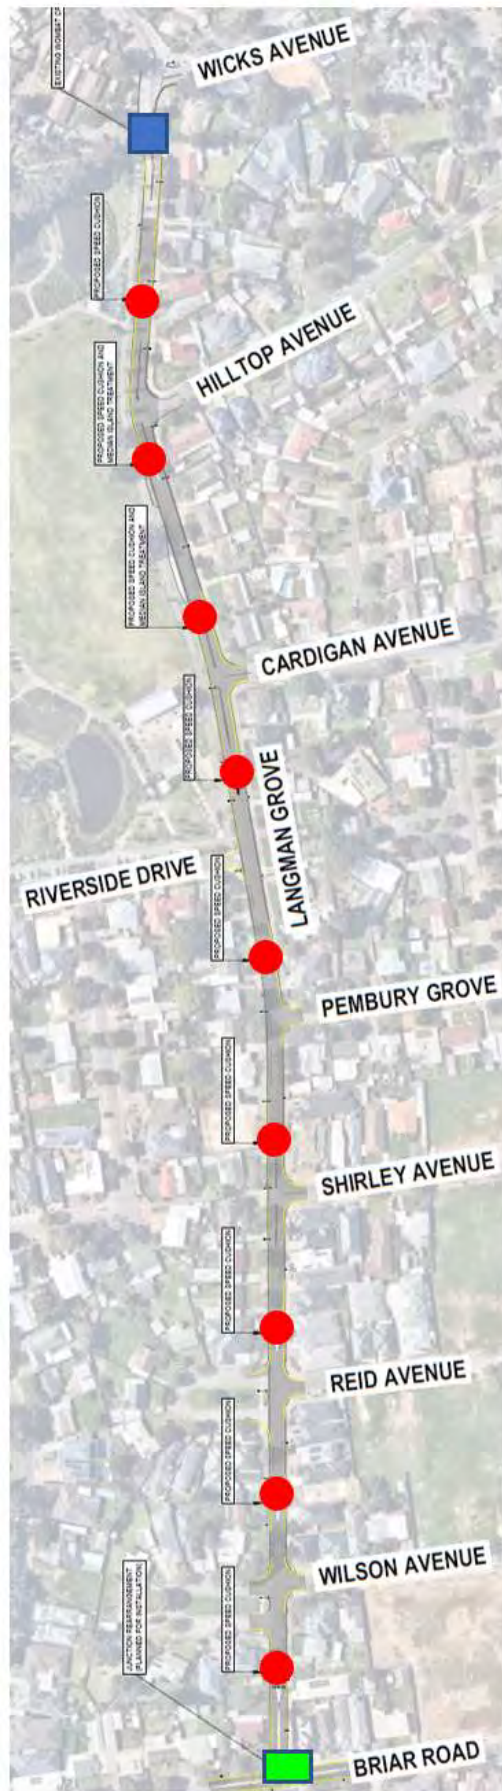 WICKS AVENUE
EXISTING WOMBAT CR
PROPOSED SPEED CUSHION
HILLTOP AVENUE
PROPOSED SPEED CUSHION AND
MEDIAN ISLAND TREATMENT
PROPOSED SPEED CUSHION AND
MEDIAN ISLAND TREATMENT
CARDIGAN AVENUE
PROPOSED SPEED CUSHION
LANGMAN GROVE
RIVERSIDE DRIVE
PROPOSED SPEED CUSHION
PEMBURY GROVE
PROPOSED SPEED CUSHION
SHIRLEY AVENUE
PROPOSED SPEED CUSHION
REID AVENUE
PROPOSED SPEED CUSHION
WILSON AVENUE
JUNCTION REARRANGEMENT
(PLANNED FOR INSTALLATION)
PROPOSED SPEED CUSHION
BRIAR ROAD